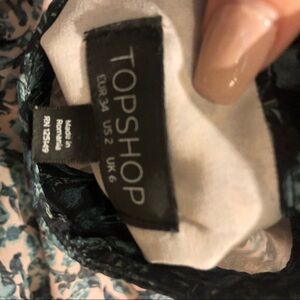 TOPSHOP
EUR 34 US 2 UK 6
Made in
Romania
RN 125149